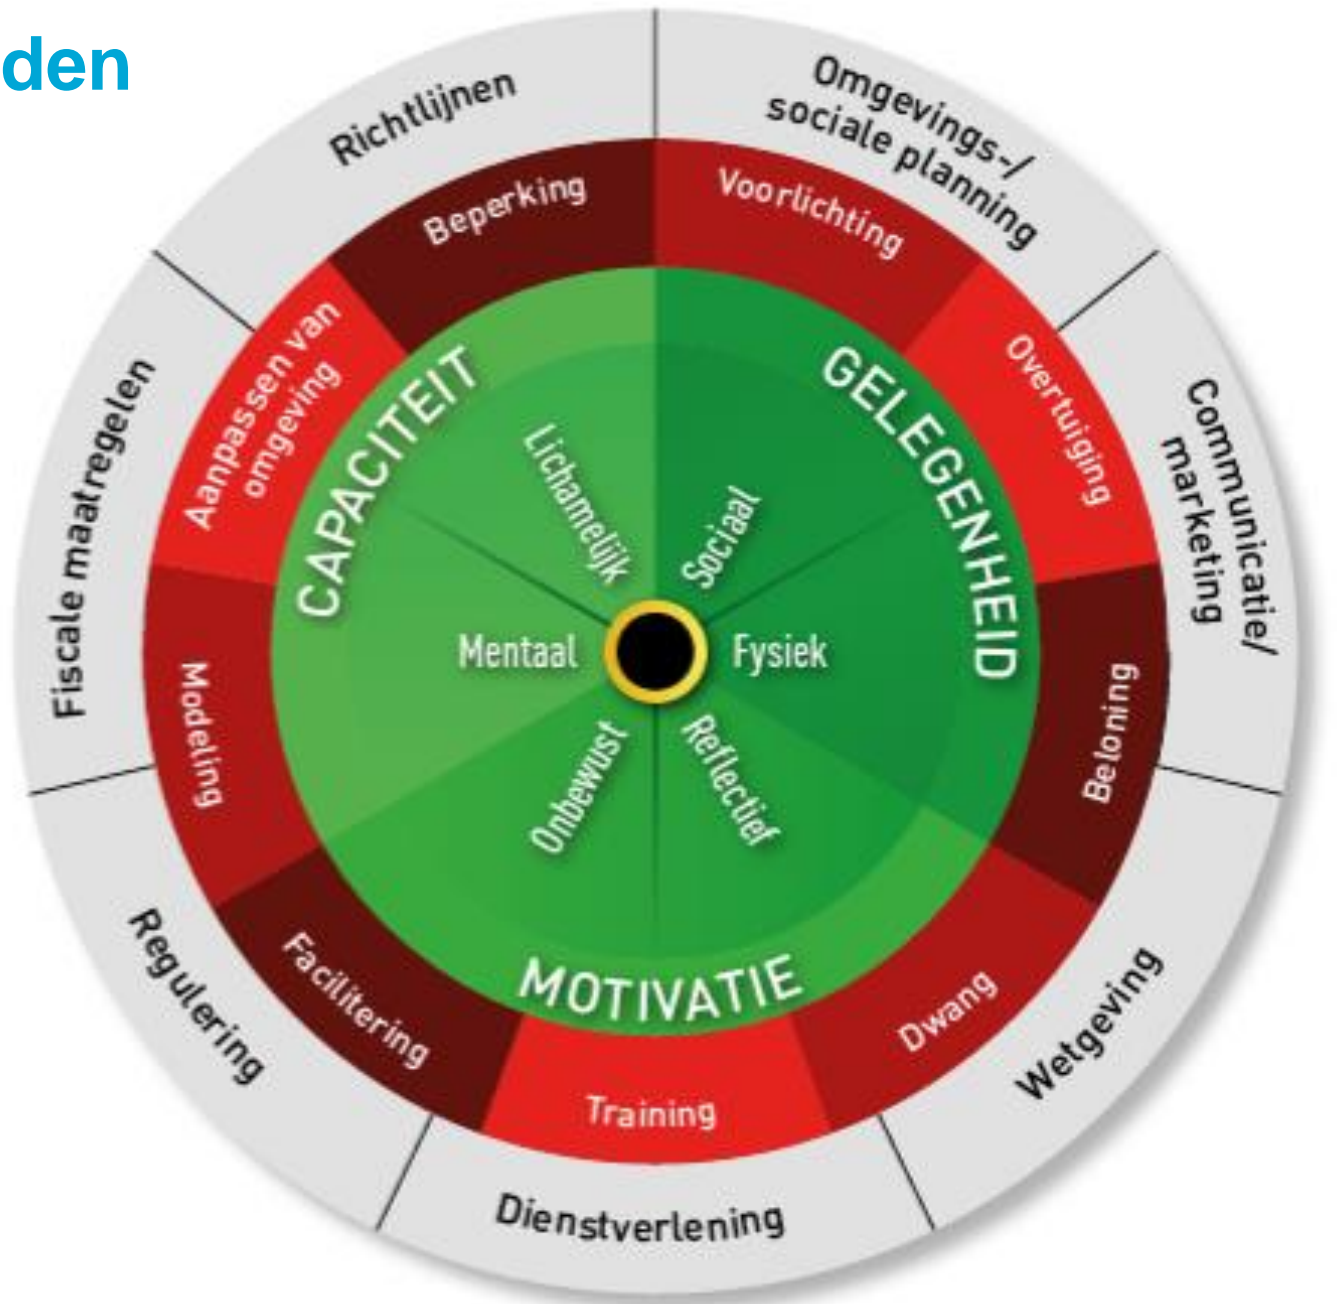 den
Richtlijnen
Omgevings-/
sociale planning
Communicatie/
marketing
Wetgeving
Dienstverlening
Regulering
Fiscale maatregelen
Beperking
Voorlichting
Overtuiging
Beloning
Dwang
Training
Facilitering
Modeling
Aanpassen van
omgeving
CAPACITEIT
GELEGENHEID
MOTIVATIE
Lichamelijk
Sociaal
Mentaal
Fysiek
Onbewust
Reflectief